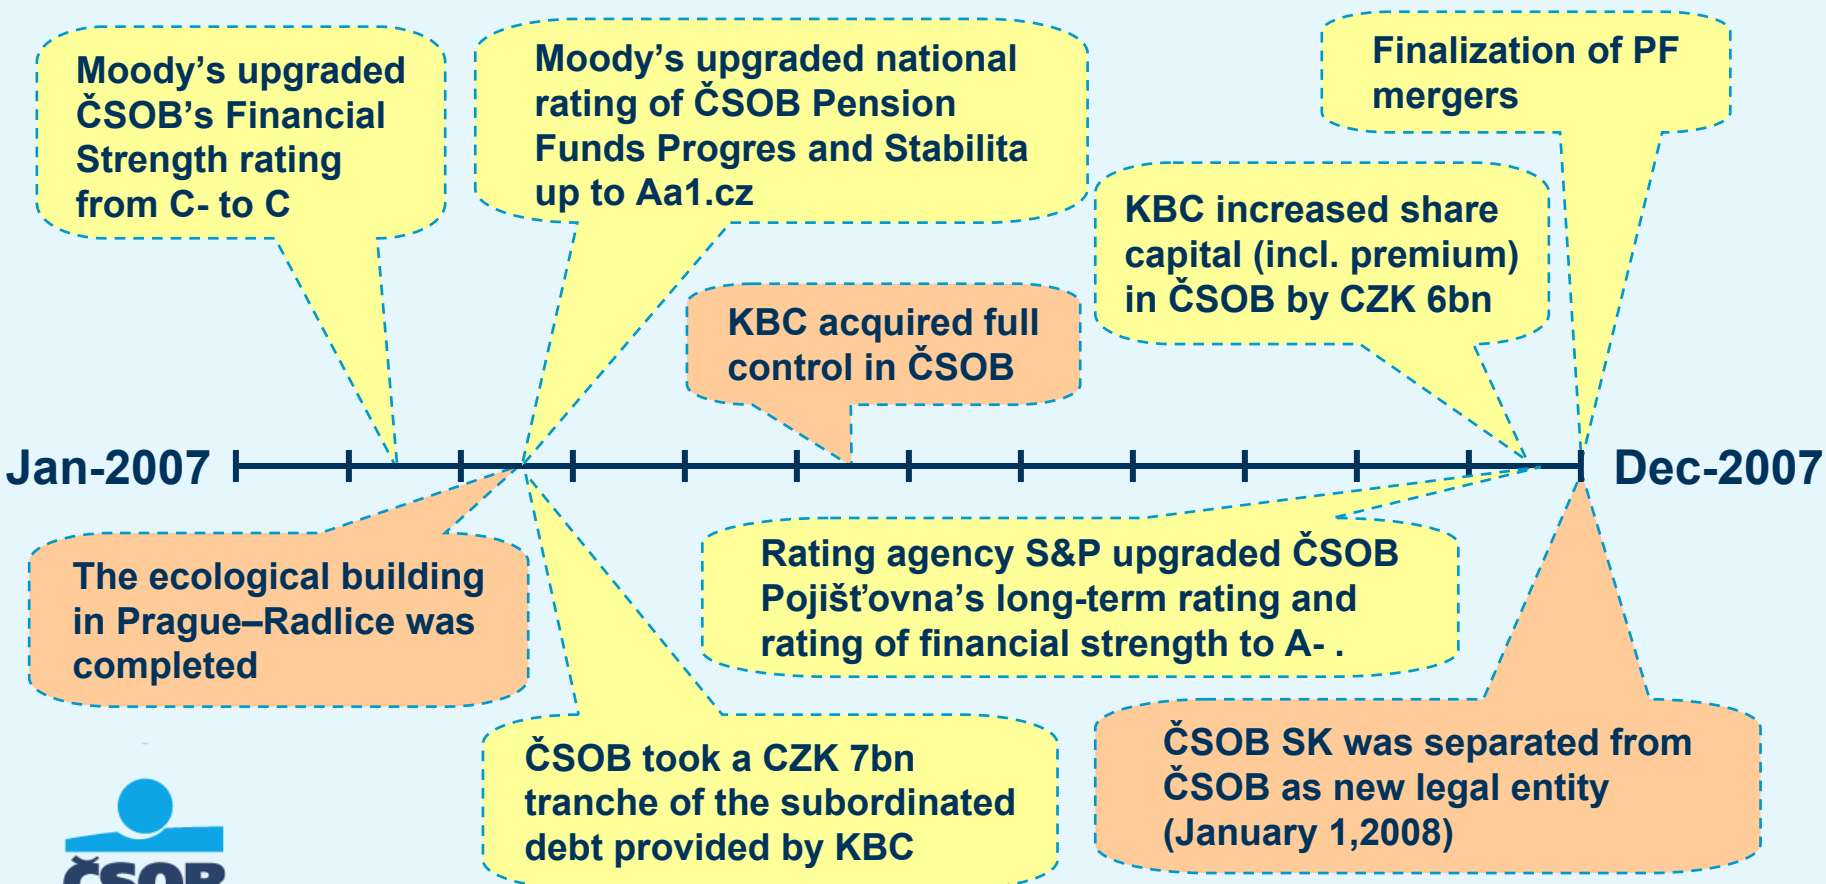 Moody’s upgraded
ČSOB’s Financial
Strength rating
from C- to C
Moody’s upgraded national
rating of ČSOB Pension
Funds Progres and Stabilita
up to Aa1.cz
Finalization of PF
mergers
KBC increased share
capital (incl. premium)
in ČSOB by CZK 6bn
KBC acquired full
control in ČSOB
Jan-2007
Dec-2007
The ecological building
in Prague–Radlice was
completed
Rating agency S&P upgraded ČSOB
Pojišťovna’s long-term rating and
rating of financial strength to A- .
ČSOB took a CZK 7bn
tranche of the subordinated
debt provided by KBC
ČSOB SK was separated from
ČSOB as new legal entity
(January 1,2008)
ČSOB